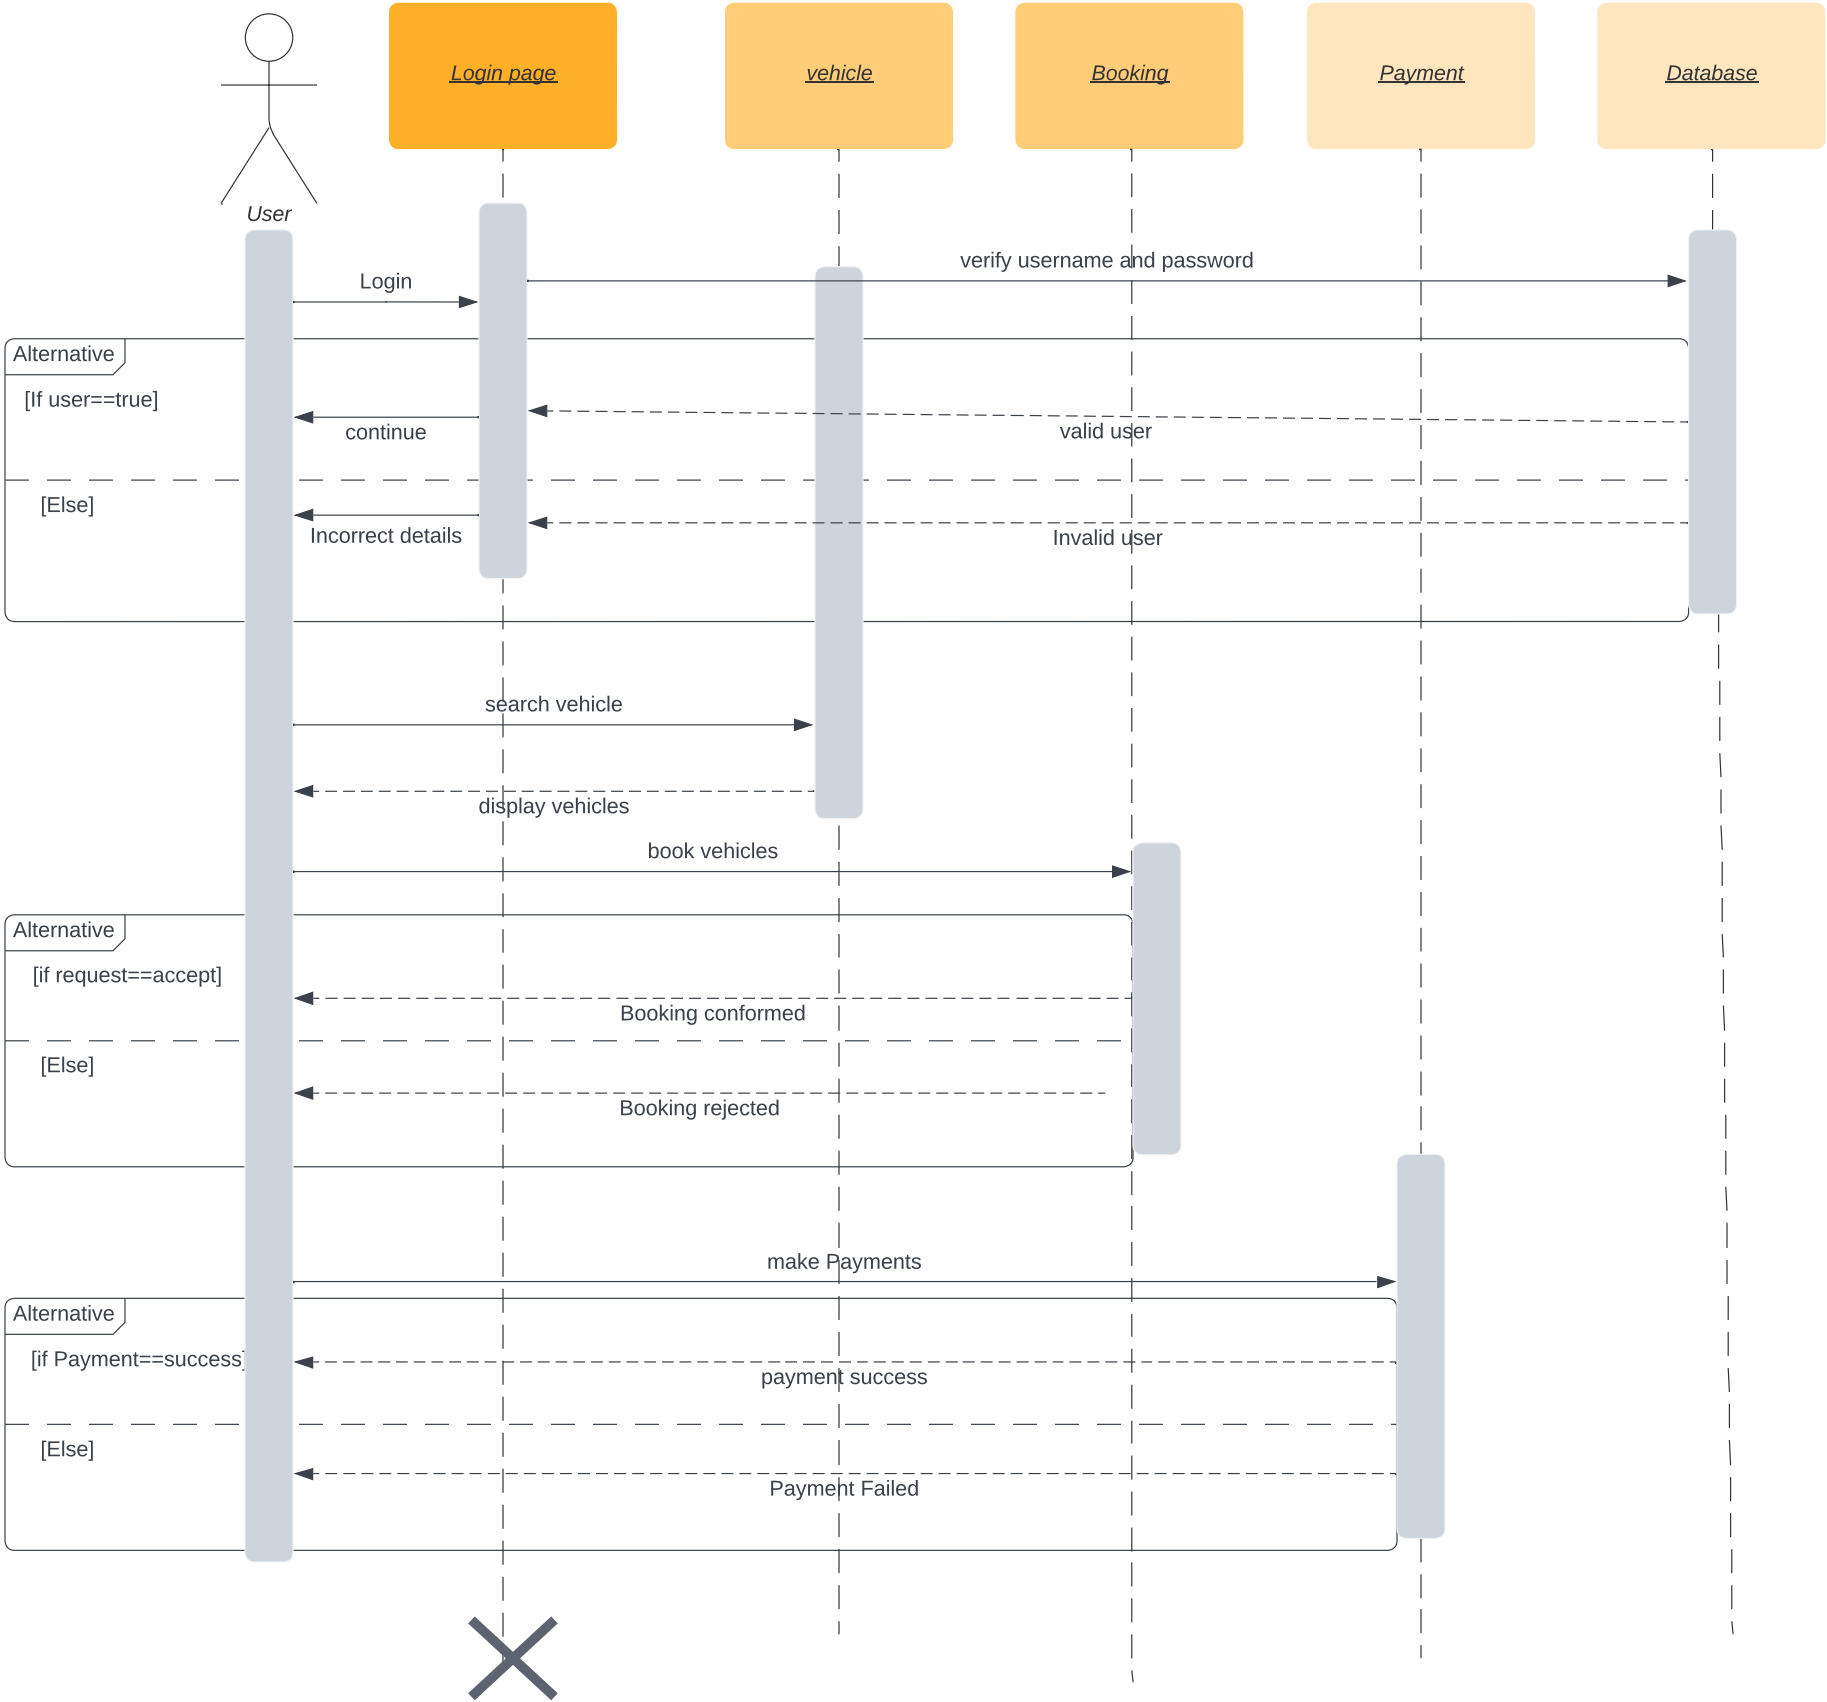 Login page
vehicle
Booking
Payment
Database
User
verify username and password
Login
Alternative
[If user==true]
continue
valid user
[Else]
Incorrect details
Invalid user
search vehicle
display vehicles
book vehicles
Alternative
[if request==accept]
Booking conformed
[Else]
Booking rejected
make Payments
Alternative
[if Payment==success]
payment success
[Else]
Payment Failed